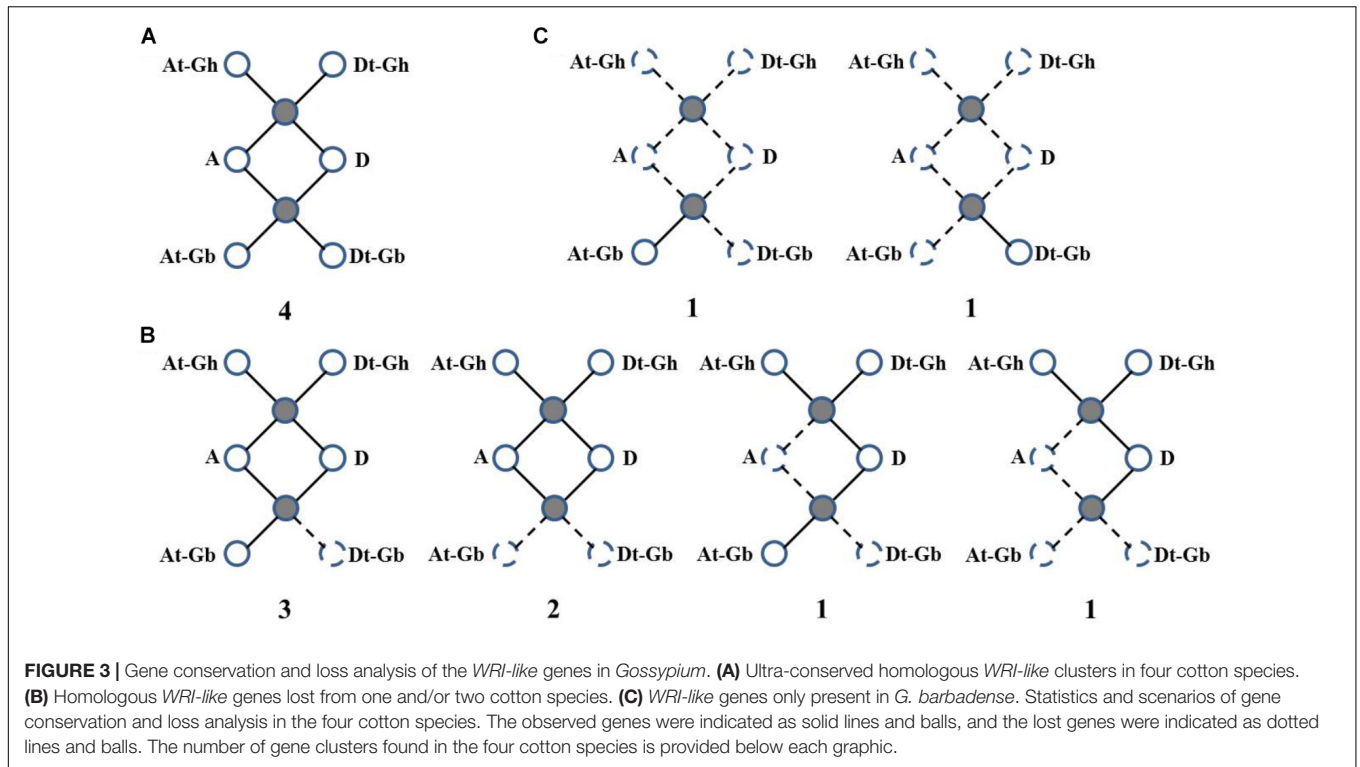 A
At-Gh
Dt-Gh
A
D
At-Gb
Dt-Gb
4
C
At-Gh
Dt-Gh
A
D
At-Gb
Dt-Gb
1
At-Gh
Dt-Gh
A
D
At-Gb
Dt-Gb
1
B
At-Gh
Dt-Gh
A
D
At-Gb
Dt-Gb
3
At-Gh
Dt-Gh
A
D
At-Gb
Dt-Gb
2
At-Gh
Dt-Gh
A
D
At-Gb
Dt-Gb
1
At-Gh
Dt-Gh
A
D
At-Gb
Dt-Gb
1
FIGURE 3 | Gene conservation and loss analysis of the WRI-like genes in Gossypium. (A) Ultra-conserved homologous WRI-like clusters in four cotton species.
(B) Homologous WRI-like genes lost from one and/or two cotton species. (C) WRI-like genes only present in G. barbadense. Statistics and scenarios of gene
conservation and loss analysis in the four cotton species. The observed genes were indicated as solid lines and balls, and the lost genes were indicated as dotted
lines and balls. The number of gene clusters found in the four cotton species is provided below each graphic.